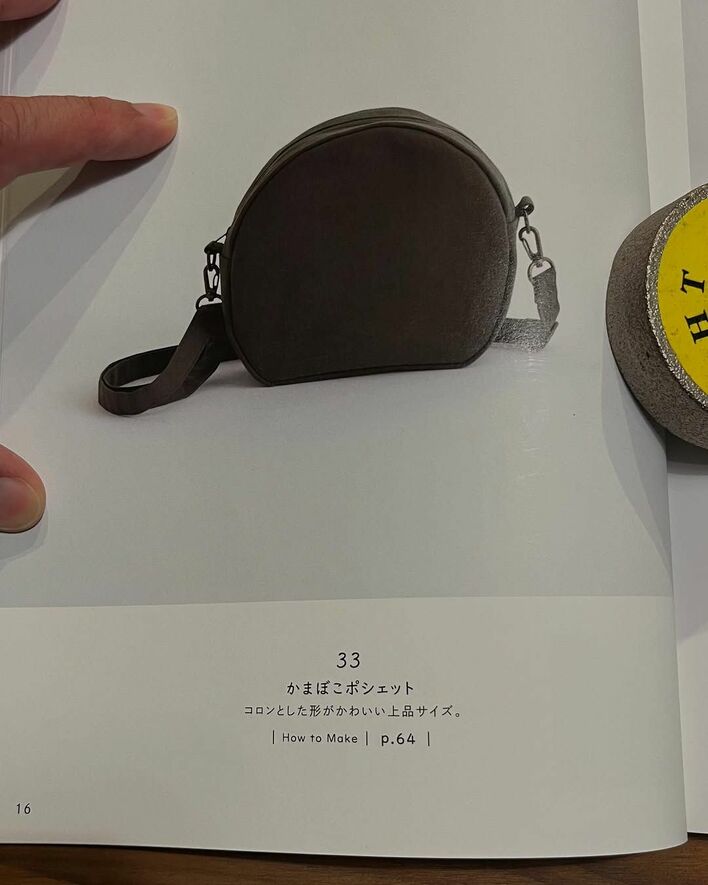 33
かまぼこポシェット
コロンとした形がかわいい上品サイズ。
| How to Make | p.64 |
16
H T